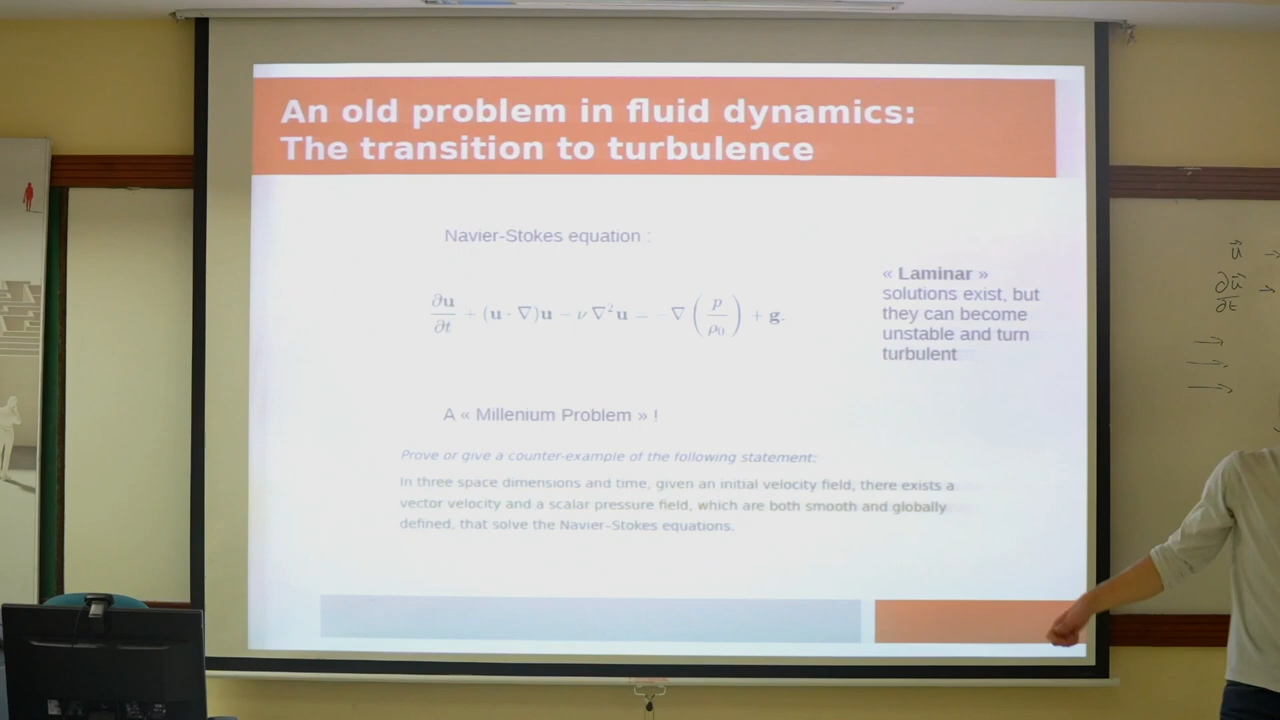 An old problem in fluid dynamics:
The transition to turbulence
Navier-Stokes equation :
∂u/∂t + (u · ∇)u − ν ∇²u = −∇ (p/ρ₀) + g.
« Laminar »
solutions exist, but
they can become
unstable and turn
turbulent
A « Millenium Problem » !
Prove or give a counter-example of the following statement:
In three space dimensions and time, given an initial velocity field, there exists a
vector velocity and a scalar pressure field, which are both smooth and globally
defined, that solve the Navier–Stokes equations.
u⃗ →
∂u⃗/∂t →